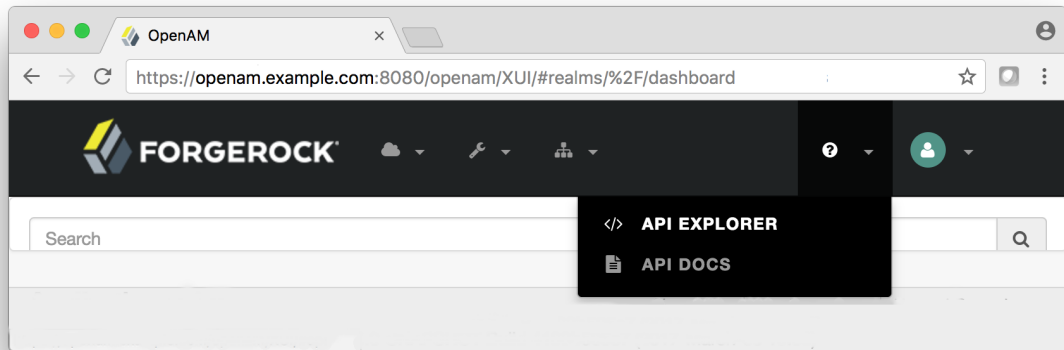 OpenAM
https://openam.example.com:8080/openam/XUI/#realms/%2F/dashboard
FORGEROCK
Search
API EXPLORER
API DOCS